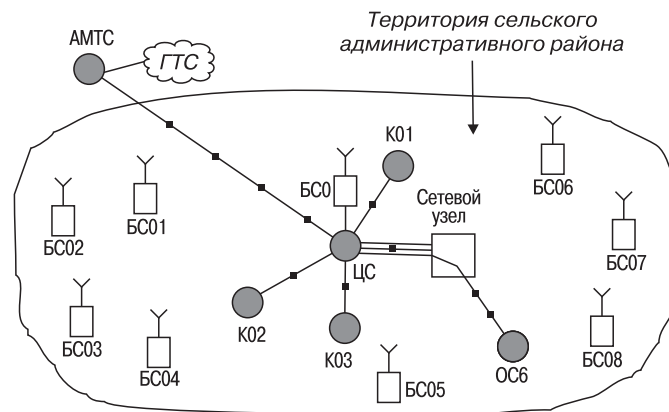 Территория сельского
административного района
АМТС
ГТС
К01
БС0
БС06
Сетевой
узел
БС01
БС02
БС07
ЦС
К02
БС03
БС04
К03
БС05
ОС6
БС08